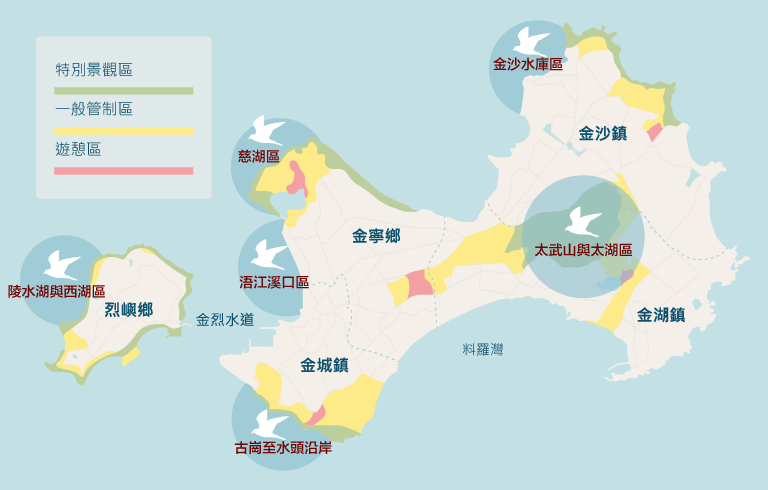 特別景觀區
一般管制區
遊憩區
金沙水庫區
金沙鎮
慈湖區
金寧鄉
太武山與太湖區
浯江溪口區
陵水湖與西湖區
烈嶼鄉
金烈水道
金湖鎮
料羅灣
金城鎮
古崗至水頭沿岸